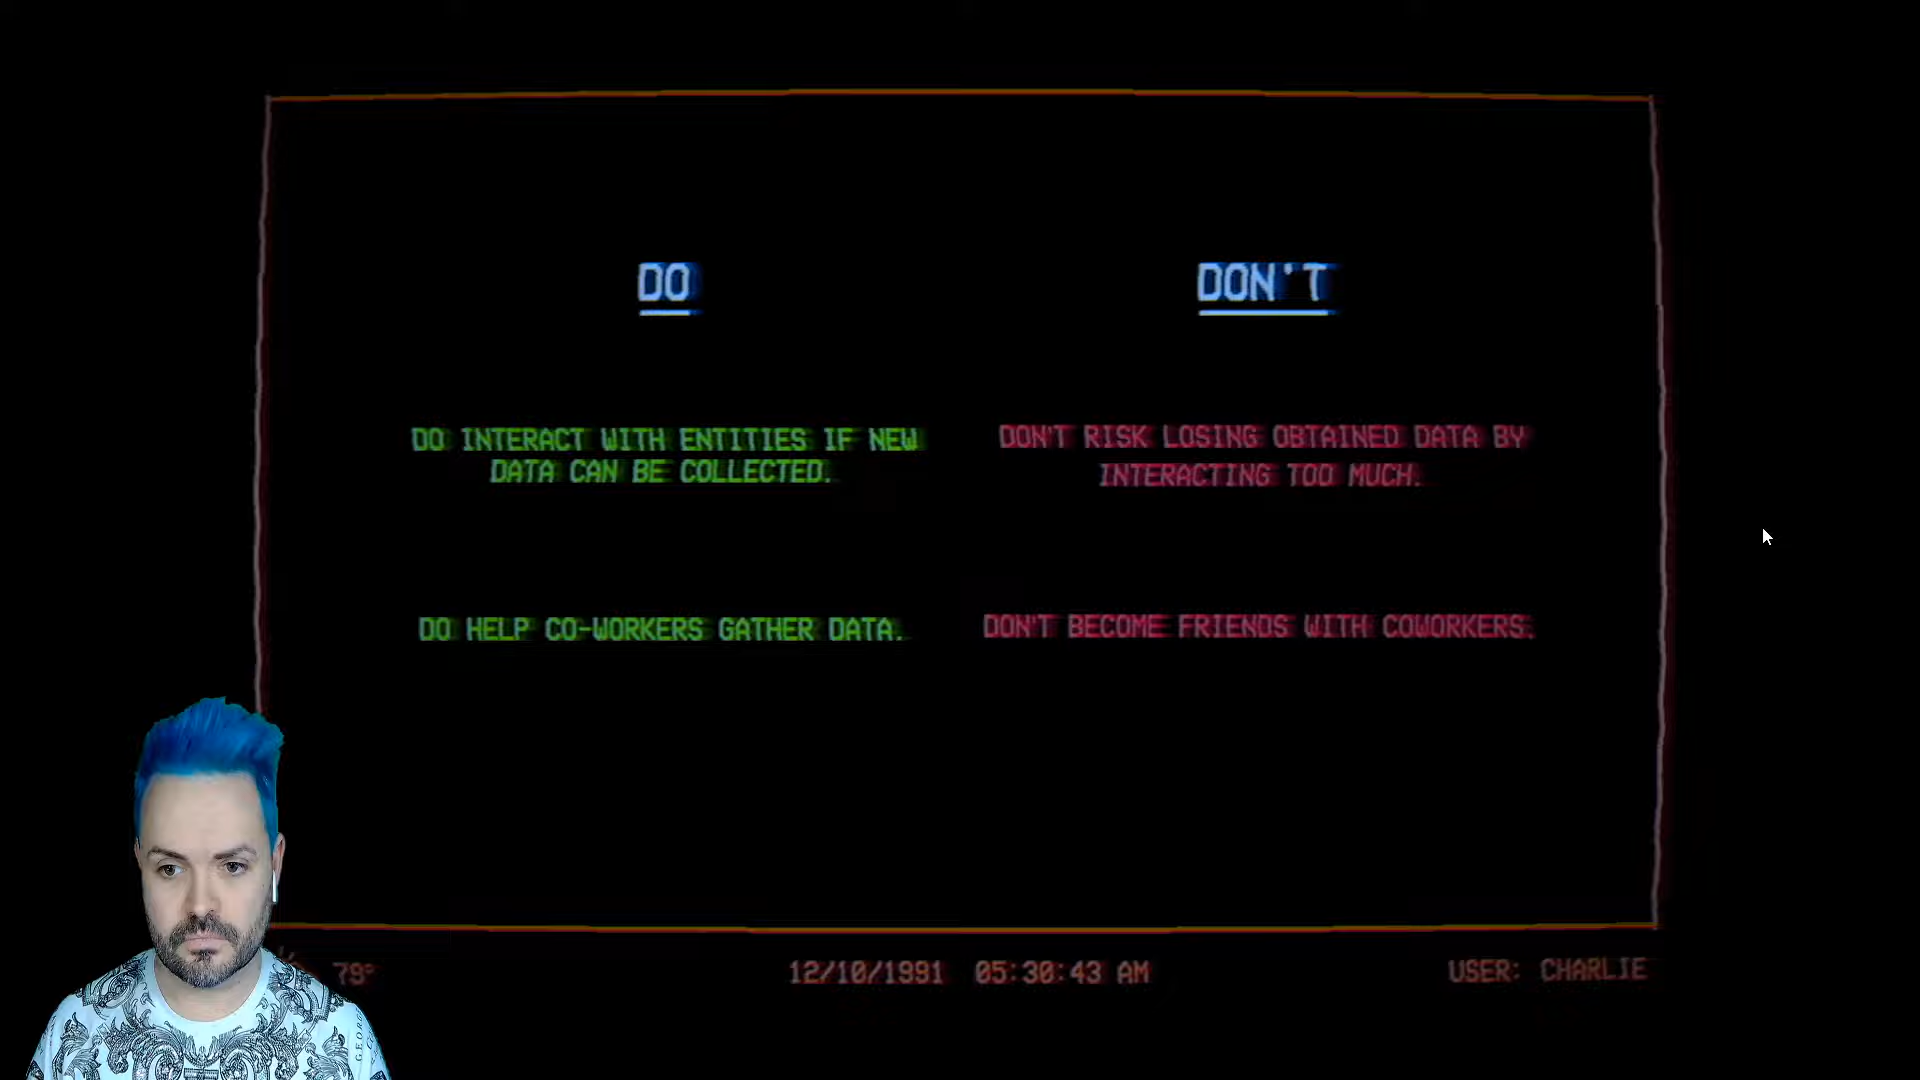 DO
DON'T
DO INTERACT WITH ENTITIES IF NEW
DATA CAN BE COLLECTED.
DON'T RISK LOSING OBTAINED DATA BY
INTERACTING TOO MUCH.
DO HELP CO-WORKERS GATHER DATA.
DON'T BECOME FRIENDS WITH COWORKERS.
79°
12/10/1991 05:30:43 AM
USER: CHARLIE